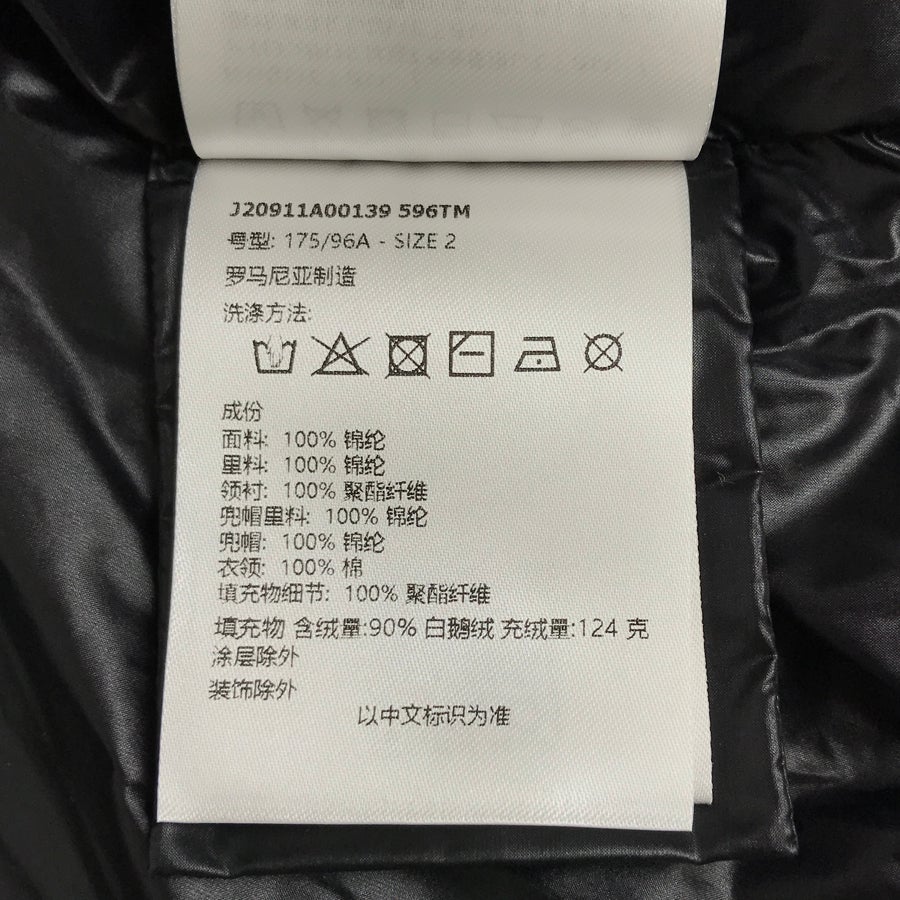 J20911A00139 596TM
号型: 175/96A - SIZE 2
罗马尼亚制造
洗涤方法:
成份
面料: 100% 锦纶
里料: 100% 锦纶
领衬: 100% 聚酯纤维
兜帽里料: 100% 锦纶
兜帽: 100% 锦纶
衣领: 100% 棉
填充物细节: 100% 聚酯纤维
填充物 含绒量:90% 白鹅绒 充绒量:124 克
涂层除外
装饰除外
以中文标识为准